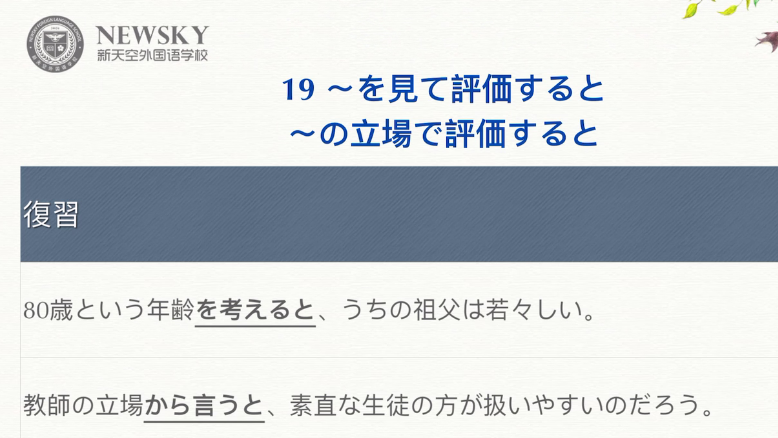 NEWSKY
新天空外国语学校
19 ～を見て評価すると
～の立場で評価すると
復習
80歳という年齢を考えると、うちの祖父は若々しい。
教師の立場から言うと、素直な生徒の方が扱いやすいのだろう。